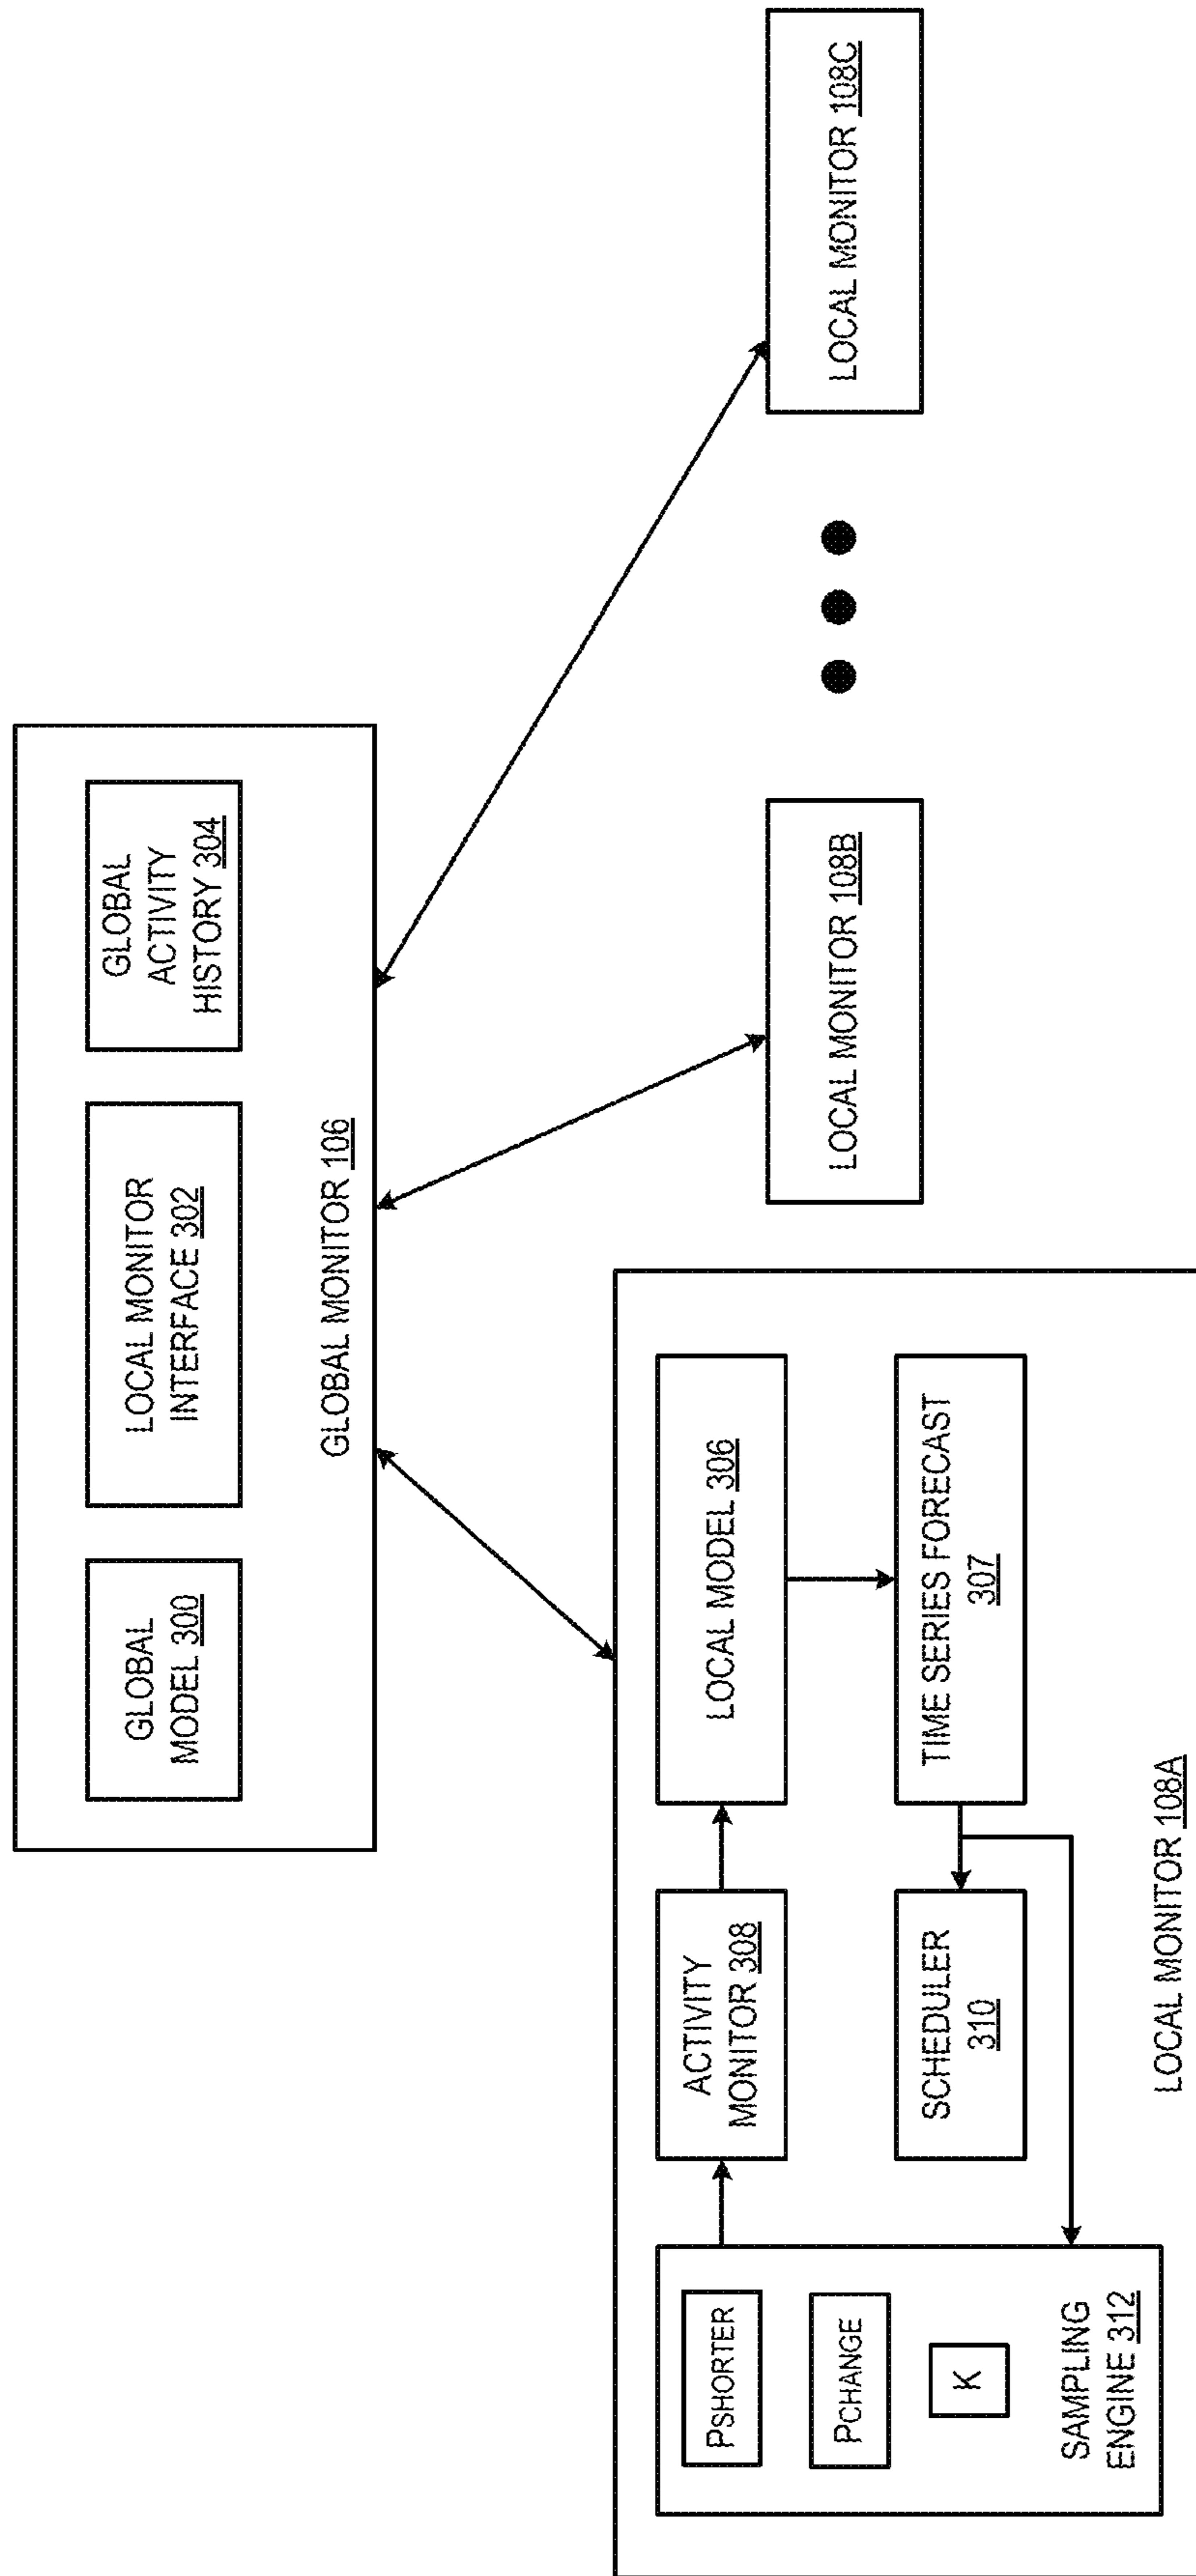 GLOBAL
MODEL 300
LOCAL MONITOR
INTERFACE 302
GLOBAL
ACTIVITY
HISTORY 304
GLOBAL MONITOR 106
PSHORTER
PCHANGE
K
SAMPLING
ENGINE 312
ACTIVITY
MONITOR 308
LOCAL MODEL 306
SCHEDULER
310
TIME SERIES FORECAST
307
LOCAL MONITOR 108A
LOCAL MONITOR 108B
LOCAL MONITOR 108C